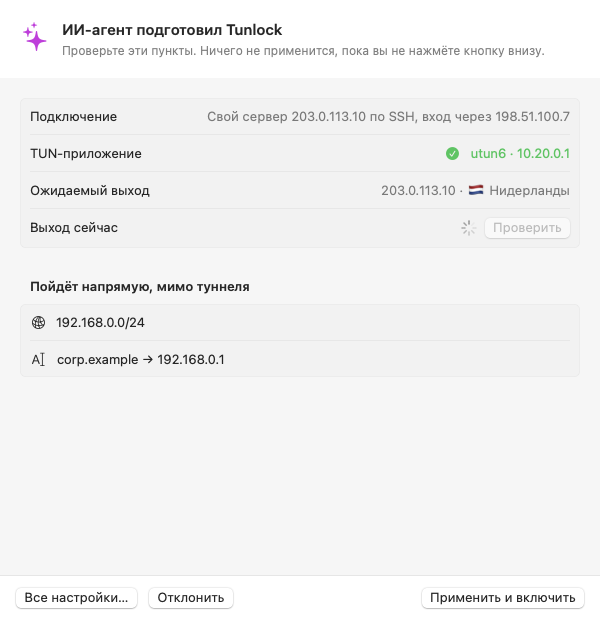 ИИ-агент подготовил Tunlock
Проверьте эти пункты. Ничего не применится, пока вы не нажмёте кнопку внизу.
Подключение Свой сервер 203.0.113.10 по SSH, вход через 198.51.100.7
TUN-приложение utun6 · 10.20.0.1
Ожидаемый выход 203.0.113.10 · Нидерланды
Выход сейчас Проверить
Пойдёт напрямую, мимо туннеля
192.168.0.0/24
corp.example → 192.168.0.1
Все настройки... Отклонить Применить и включить